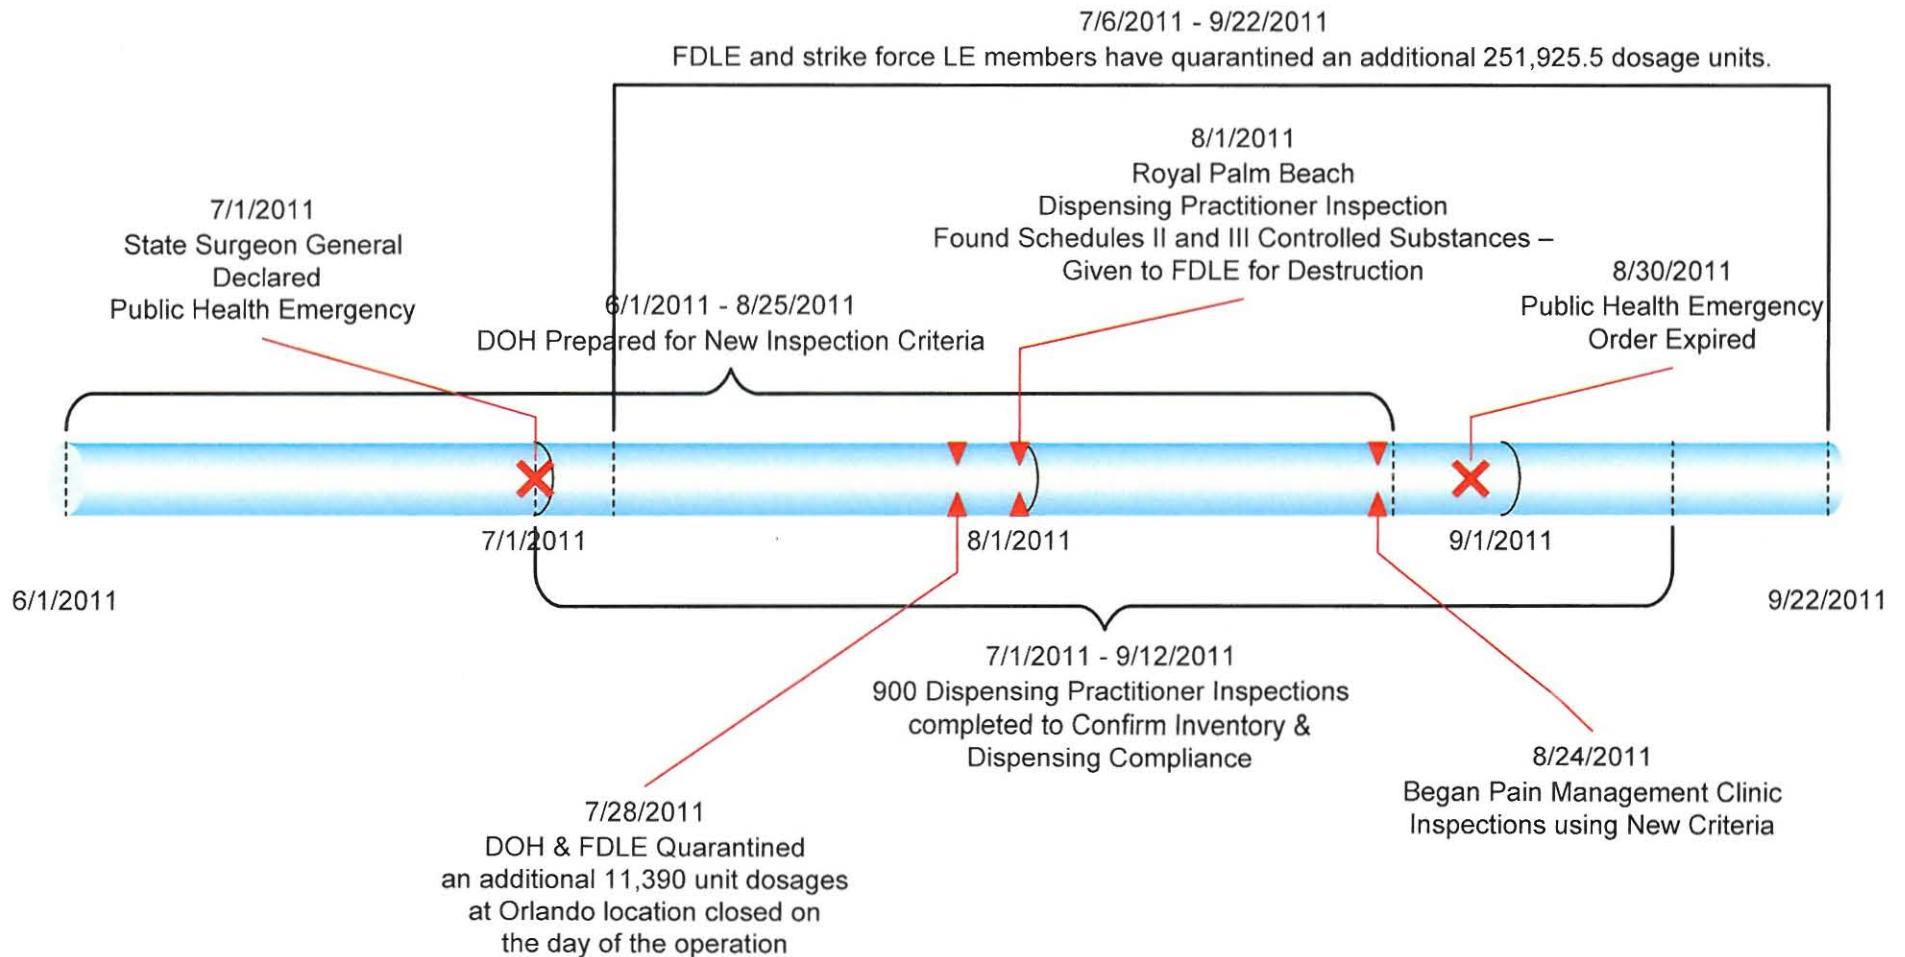 7/6/2011 - 9/22/2011
FDLE and strike force LE members have quarantined an additional 251,925.5 dosage units.
8/1/2011
Royal Palm Beach
Dispensing Practitioner Inspection
Found Schedules II and III Controlled Substances –
Given to FDLE for Destruction
7/1/2011
State Surgeon General
Declared
Public Health Emergency
6/1/2011 - 8/25/2011
DOH Prepared for New Inspection Criteria
8/30/2011
Public Health Emergency
Order Expired
7/1/2011
8/1/2011
9/1/2011
6/1/2011
9/22/2011
7/1/2011 - 9/12/2011
900 Dispensing Practitioner Inspections
completed to Confirm Inventory &
Dispensing Compliance
7/28/2011
DOH & FDLE Quarantined
an additional 11,390 unit dosages
at Orlando location closed on
the day of the operation
8/24/2011
Began Pain Management Clinic
Inspections using New Criteria